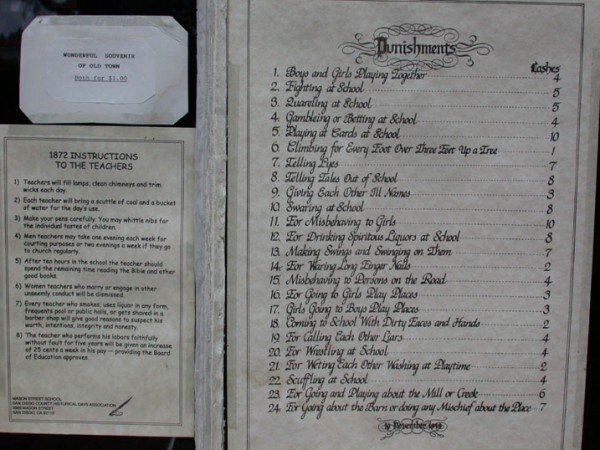 WONDERFUL SOUVENIR
OF OLD TOWN
Both for $1.00
1872 INSTRUCTIONS
TO THE TEACHERS
1) Teachers will fill lamps, clean chimneys and trim
wicks each day.
2) Each teacher will bring a scuttle of coal and a bucket
of water for the day's use.
3) Make your pens carefully. You may whittle nibs for
the individual tastes of children.
4) Men teachers may take one evening each week for
courting purposes or two evenings a week if they go
to church regularly.
5) After ten hours in the school the teacher should
spend the remaining time reading the Bible and other
good books.
6) Women teachers who marry or engage in other
unseemly conduct will be dismissed.
7) Every teacher who smokes, uses liquor in any form,
frequents pool or public halls, or gets shaved in a
barber shop will give good reasons to suspect his
worth, intentions, integrity and honesty.
8) The teacher who performs his labors faithfully
without fault for five years will be given an increase
of 25 cents a week in his pay — providing the Board
of Education approves.
MASON STREET SCHOOL
SAN DIEGO COUNTY HISTORICAL DAYS ASSOCIATION
MASON STREET
SAN DIEGO, CA 92110
Punishments
Lashes
1. Boys and Girls Playing Together 4
2. Fighting at School 5
3. Quareling at School 5
4. Gambleing or Betting at School 4
5. Playing at Cards at School 10
6. Climbing for Every Foot Over Three Feet Up a Tree 1
7. Telling Lyes 7
8. Telling Tales Out of School 8
9. Giving Each Other Ill Names 3
10. Swaring at School 8
11. For Misbehaving to Girls 10
12. For Drinking Spiritous Liquors at School 8
13. Making Swings and Swinging on Them 7
14. For Waring Long Finger Nails 2
15. Misbehaving to Persons on the Road 4
16. For Going to Girls Play Places 3
17. Girls Going to Boys Play Places 3
18. Coming to School With Dirty Faces and Hands 2
19. For Calling Each Other Liars 4
20. For Wrestling at School 4
21. For Weting Each Other Washing at Playtime 2
22. Scuffling at School 4
23. For Going and Playing about the Mill or Creek 6
24. For Going about the Barn or doing any Mischief about the Place 7
10 November